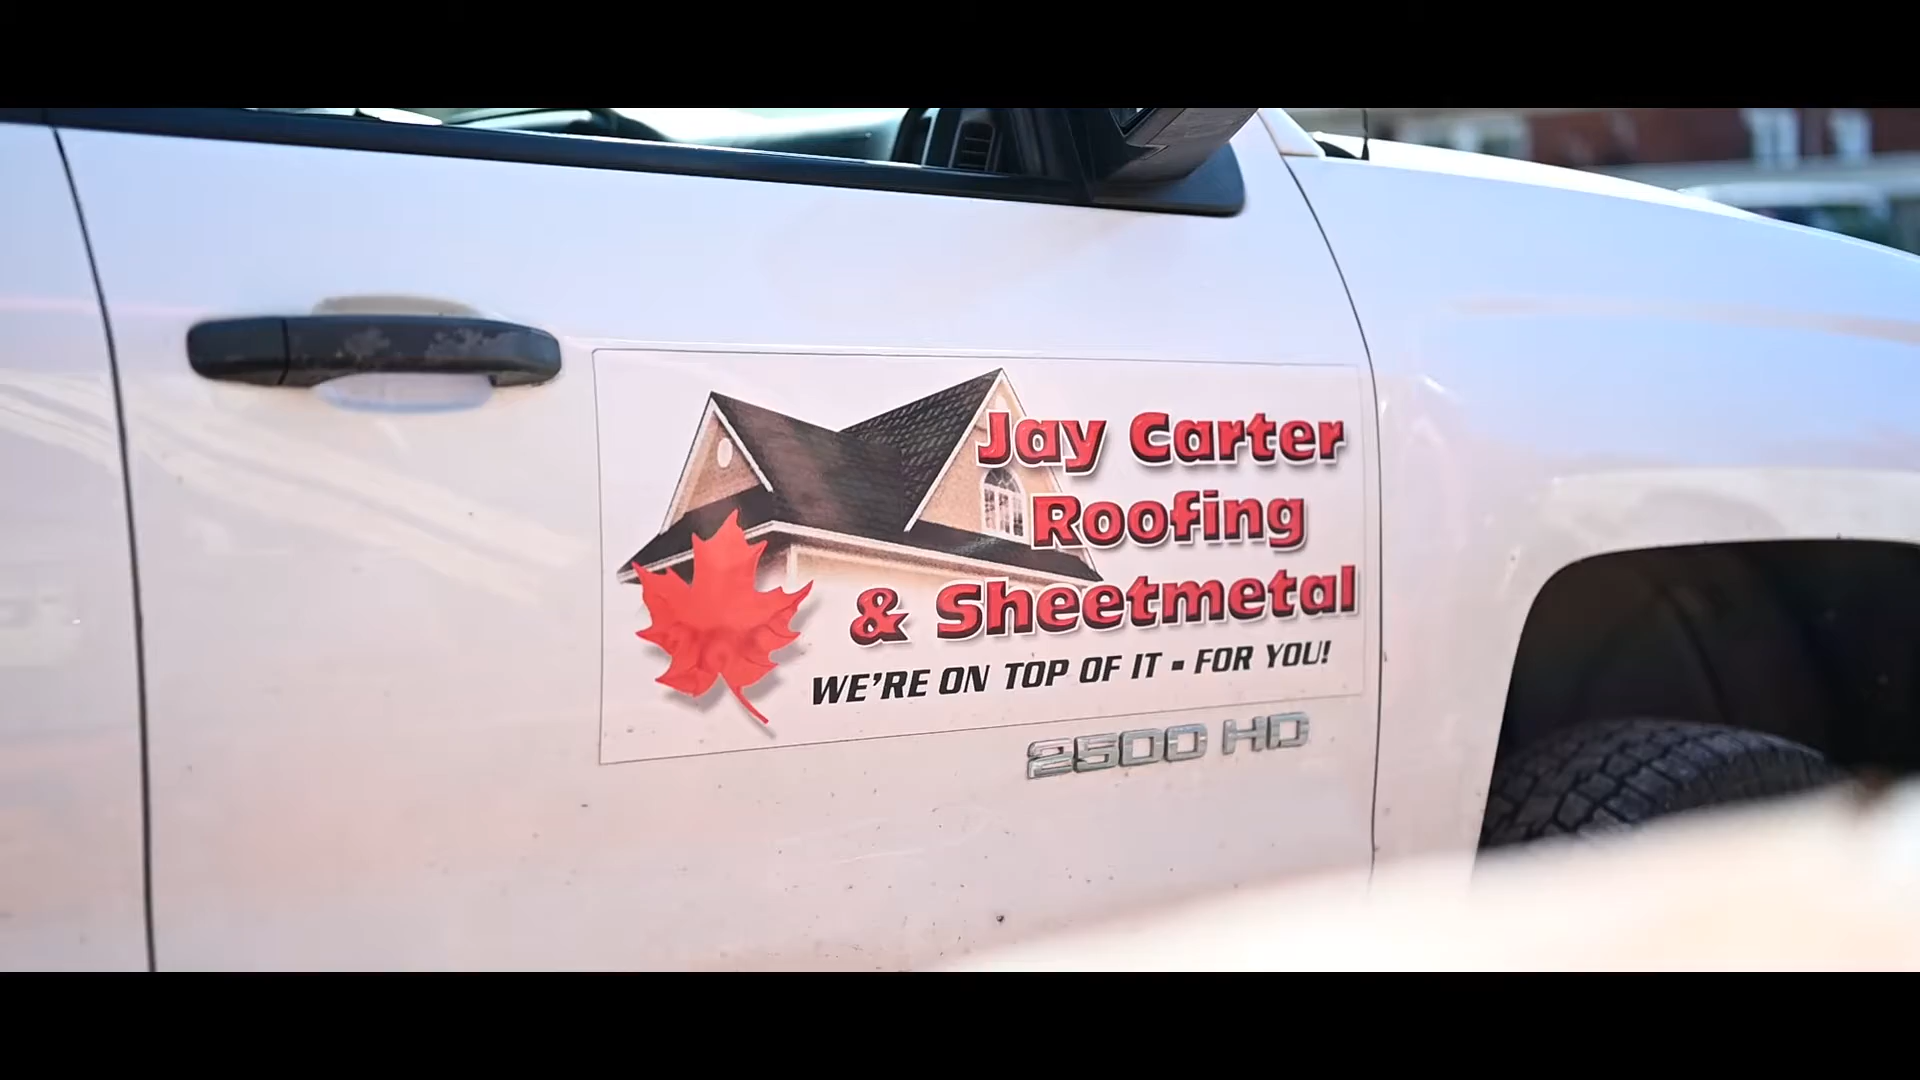 Jay Carter
Roofing
& Sheetmetal
WE'RE ON TOP OF IT - FOR YOU!
2500 HD